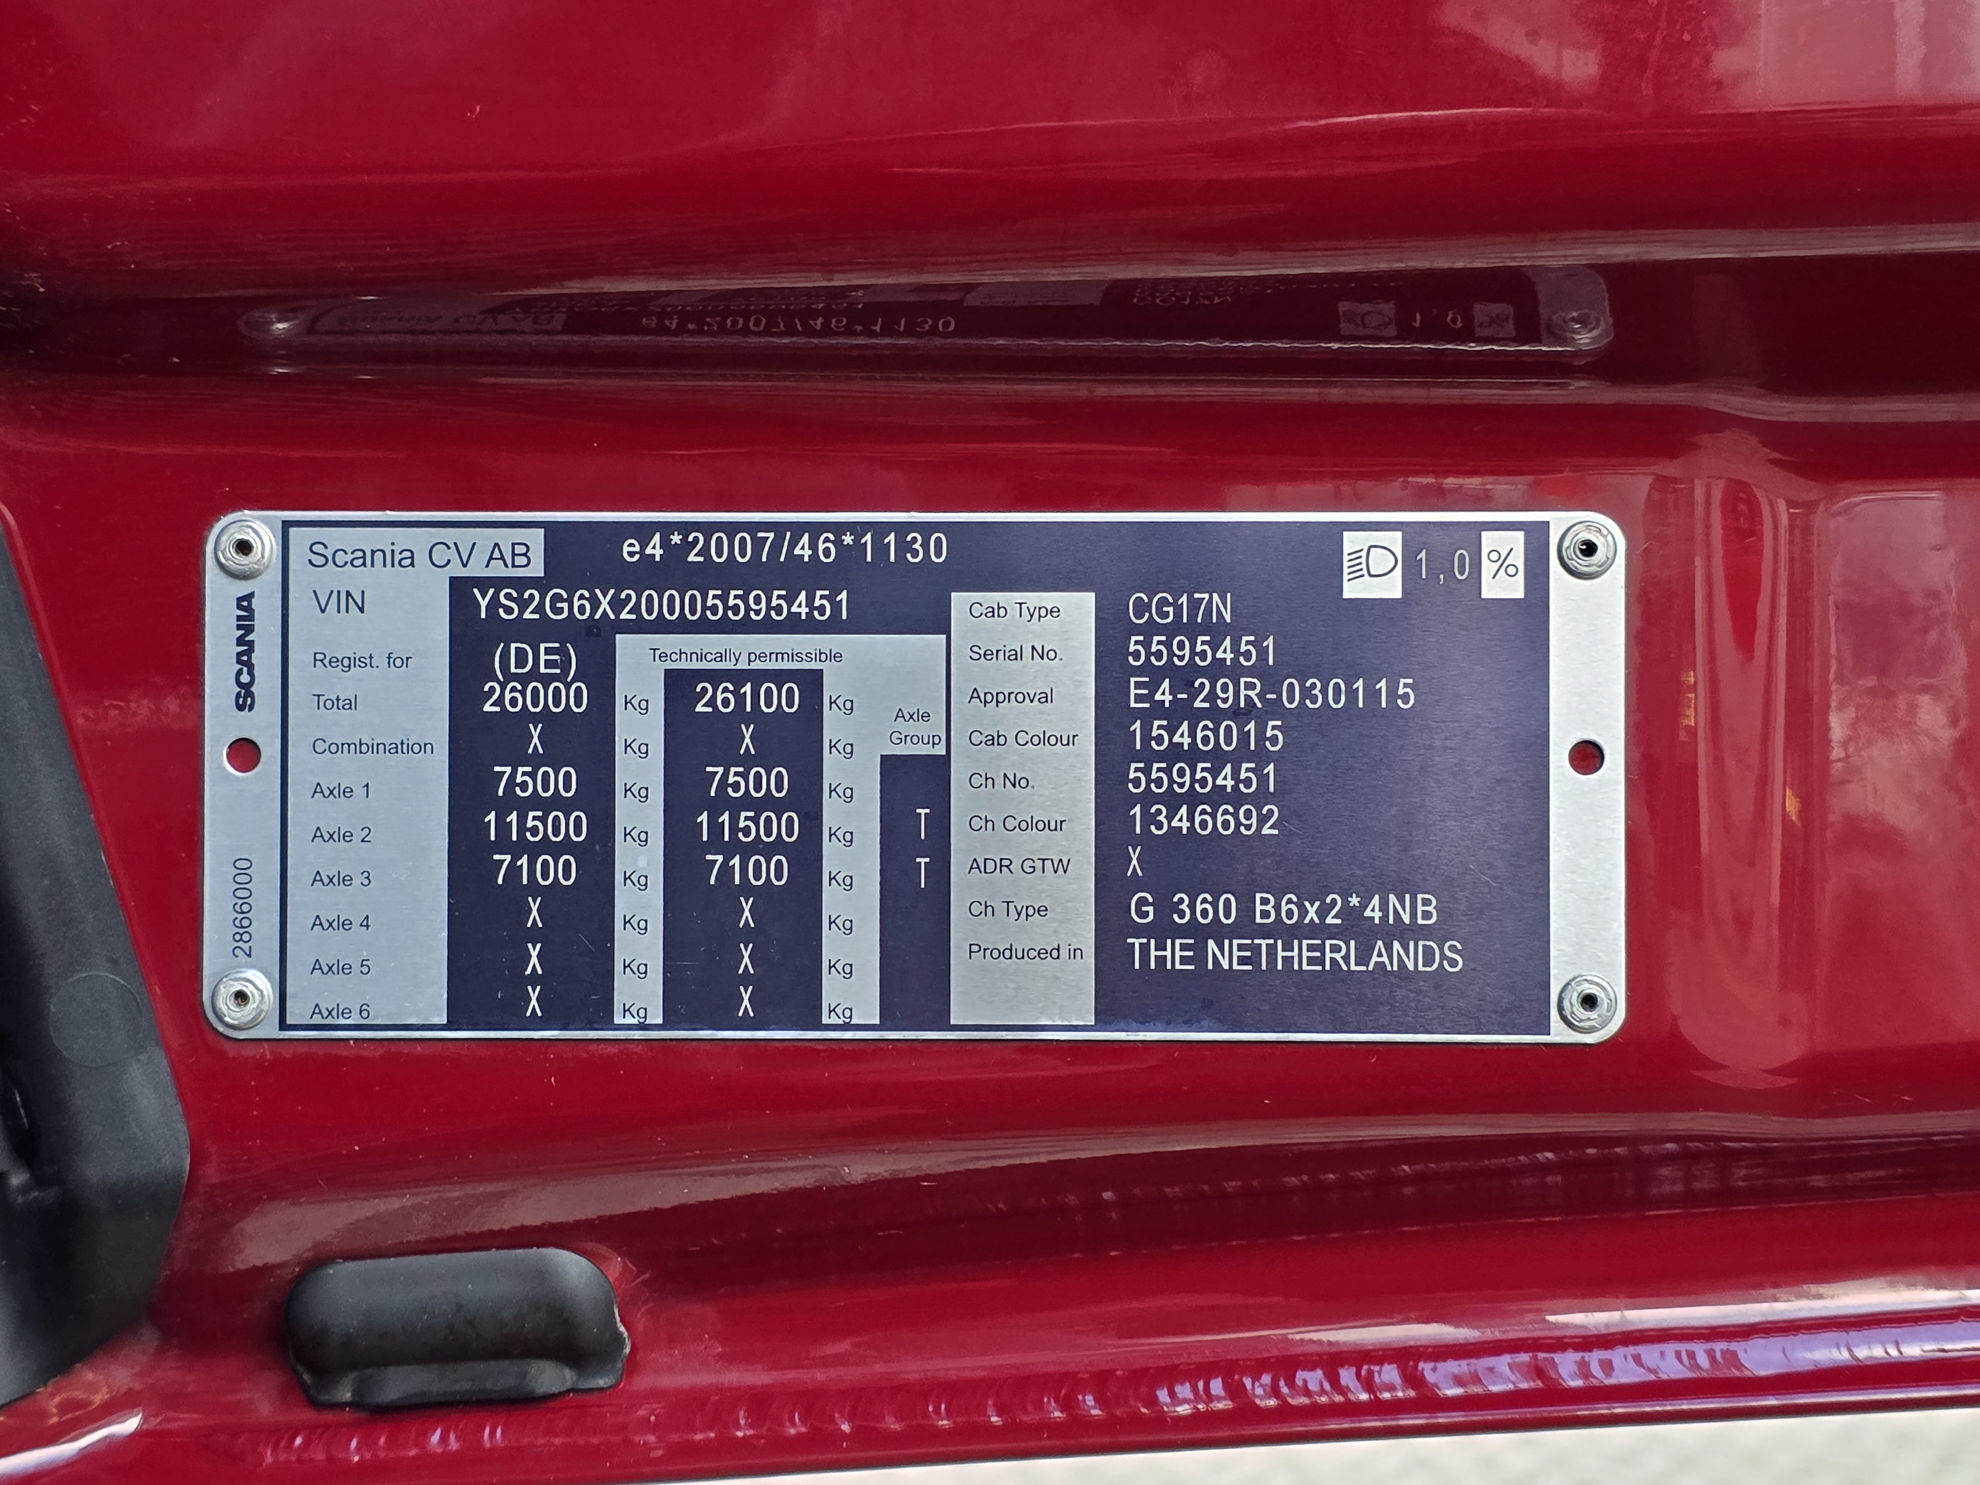 Scania CV AB e4*2007/46*1130 1,0 %
VIN YS2G6X20005595451
Regist. for (DE) Technically permissible
Total 26000 Kg 26100 Kg
Combination X Kg X Kg Axle Group
Axle 1 7500 Kg 7500 Kg
Axle 2 11500 Kg 11500 Kg T
Axle 3 7100 Kg 7100 Kg T
Axle 4 X Kg X Kg
Axle 5 X Kg X Kg
Axle 6 X Kg X Kg
Cab Type CG17N
Serial No. 5595451
Approval E4-29R-030115
Cab Colour 1546015
Ch No. 5595451
Ch Colour 1346692
ADR GTW X
Ch Type G 360 B6x2*4NB
Produced in THE NETHERLANDS
SCANIA
2866000